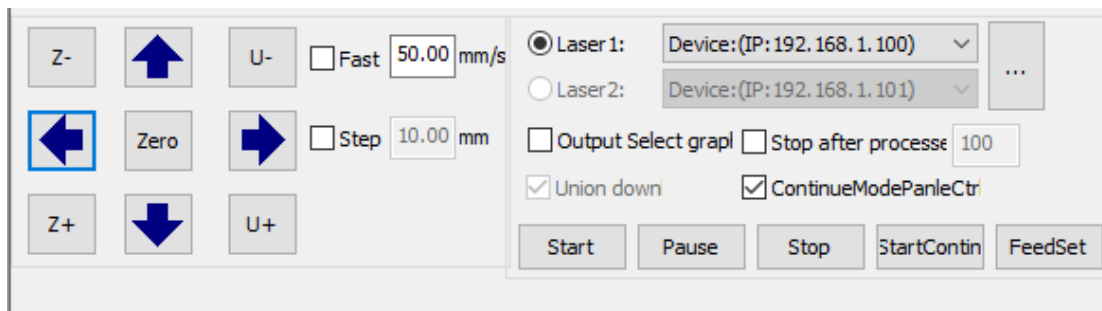 Z-
U-
Fast 50.00 mm/s
Zero
Step 10.00 mm
Z+
U+
Laser1: Device:(IP:192.168.1.100)
...
Laser2: Device:(IP:192.168.1.101)
Output Select grapl Stop after processe 100
Union down ContinueModePanleCtr
Start Pause Stop StartContin FeedSet